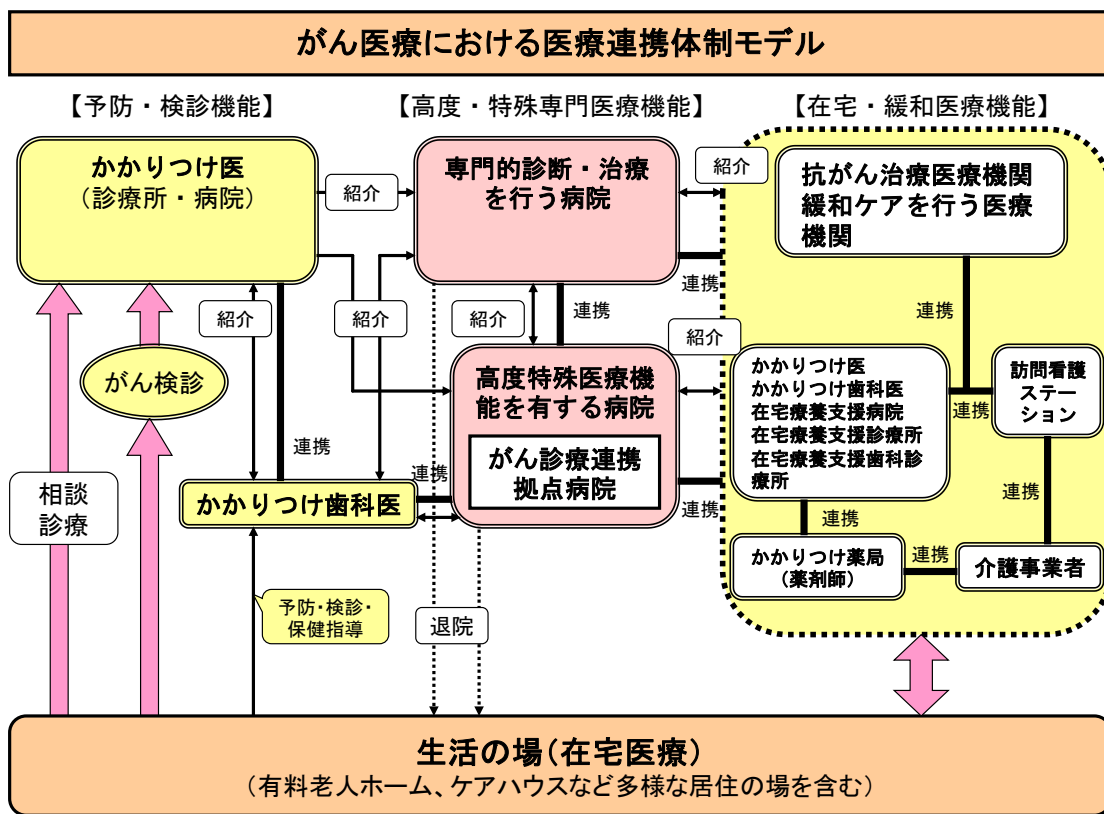 がん医療における医療連携体制モデル
【予防・検診機能】
【高度・特殊専門医療機能】
【在宅・緩和医療機能】
かかりつけ医
（診療所・病院）
紹介
専門的診断・治療
を行う病院
紹介
抗がん治療医療機関
緩和ケアを行う医療
機関
連携
紹介
紹介
紹介
連携
連携
紹介
がん検診
高度特殊医療機
能を有する病院
がん診療連携
拠点病院
かかりつけ医
かかりつけ歯科医
在宅療養支援病院
在宅療養支援診療所
在宅療養支援歯科診
療所
連携
訪問看護
ステー
ション
連携
連携
相談
診療
かかりつけ歯科医
連携
連携
連携
かかりつけ薬局
（薬剤師）
連携
介護事業者
予防・検診・
保健指導
退院
生活の場（在宅医療）
（有料老人ホーム、ケアハウスなど多様な居住の場を含む）